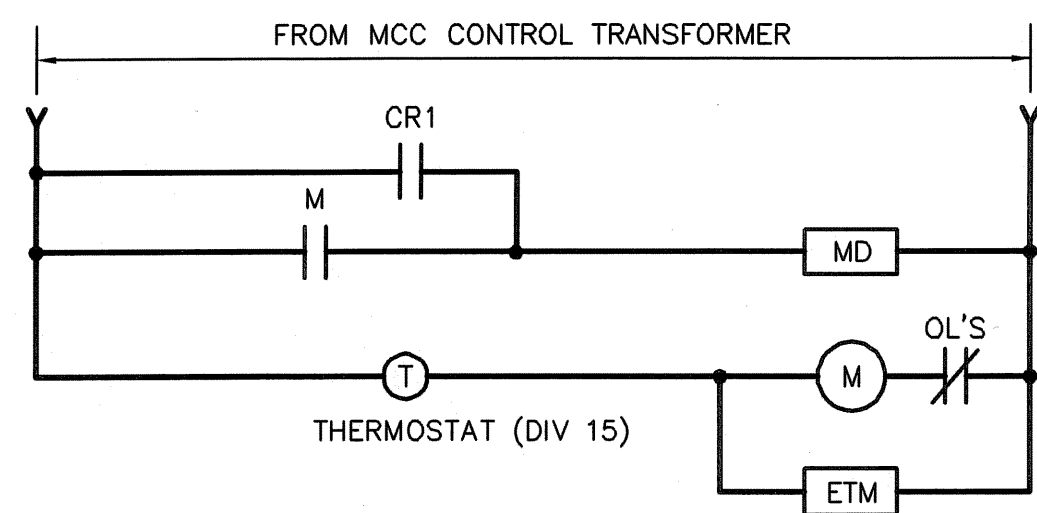 FROM MCC CONTROL TRANSFORMER
CR1
M
MD
OL'S
T
M
THERMOSTAT (DIV 15)
ETM